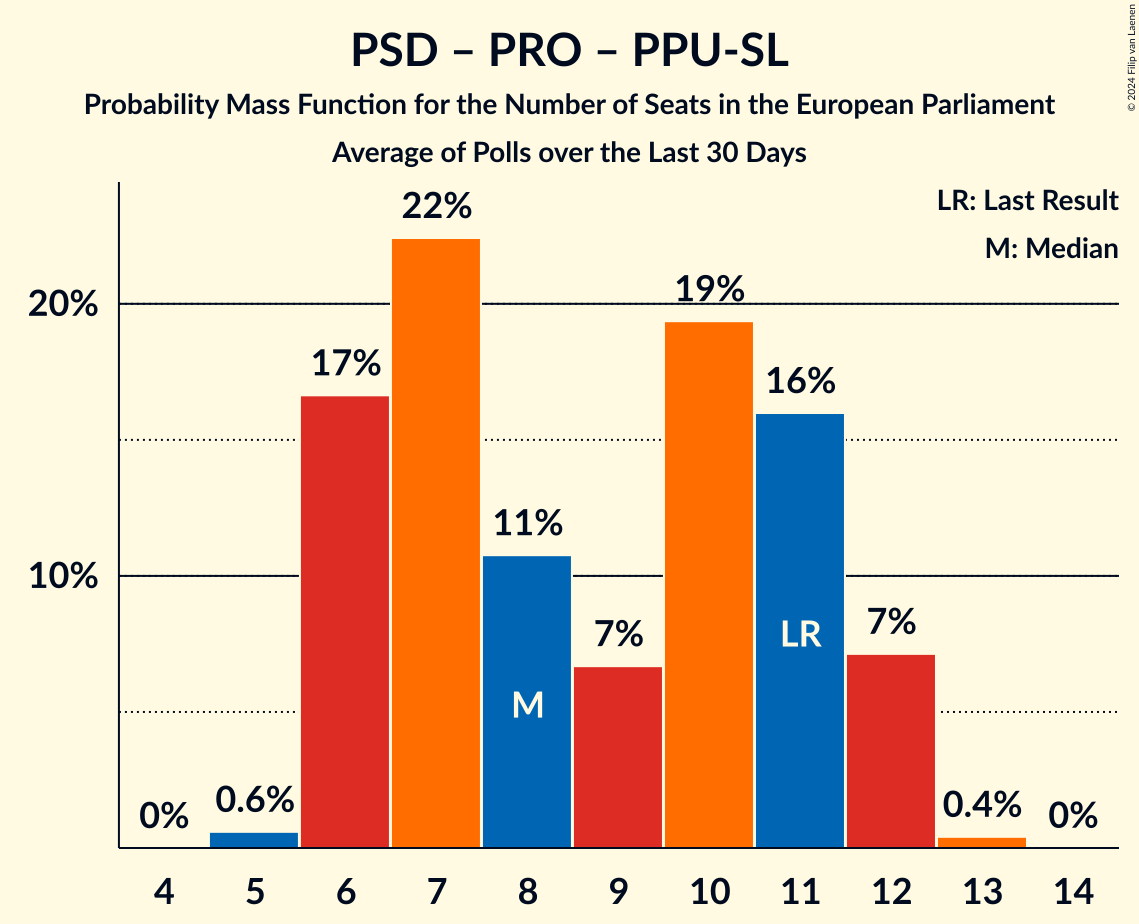 PSD – PRO – PPU-SL
Probability Mass Function for the Number of Seats in the European Parliament
Average of Polls over the Last 30 Days
© 2024 Filip van Laenen
LR: Last Result
M: Median
22%
20%
19%
17%
16%
11%
10%
7%
LR
7%
M
0%
0.6%
0.4%
0%
4 5 6 7 8 9 10 11 12 13 14